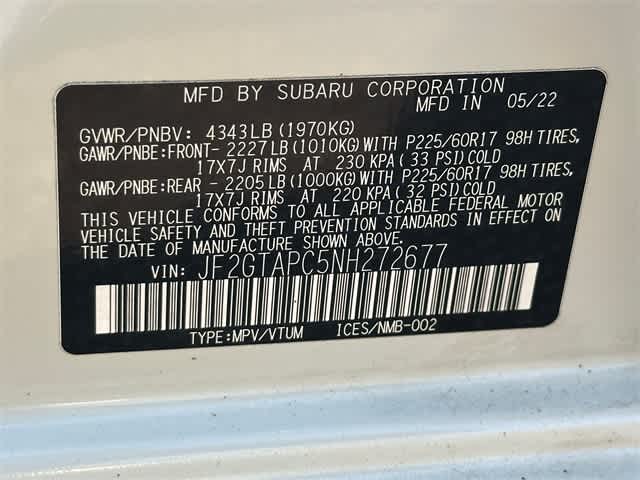 MFD BY SUBARU CORPORATION
MFD IN 05/22
GVWR/PNBV: 4343LB(1970KG)
GAWR/PNBE:FRONT- 2227LB(1010KG)WITH P225/60R17 98H TIRES,
17X7J RIMS AT 230 KPA( 33 PSI)COLD
GAWR/PNBE:REAR - 2205LB(1000KG)WITH P225/60R17 98H TIRES,
17X7J RIMS AT 220 KPA( 32 PSI)COLD
THIS VEHICLE CONFORMS TO ALL APPLICABLE FEDERAL MOTOR
VEHICLE SAFETY AND THEFT PREVENTION STANDARDS IN EFFECT ON
THE DATE OF MANUFACTURE SHOWN ABOVE.
VIN: JF2GTAPC5NH272677
TYPE:MPV/VTUM ICES/NMB-002